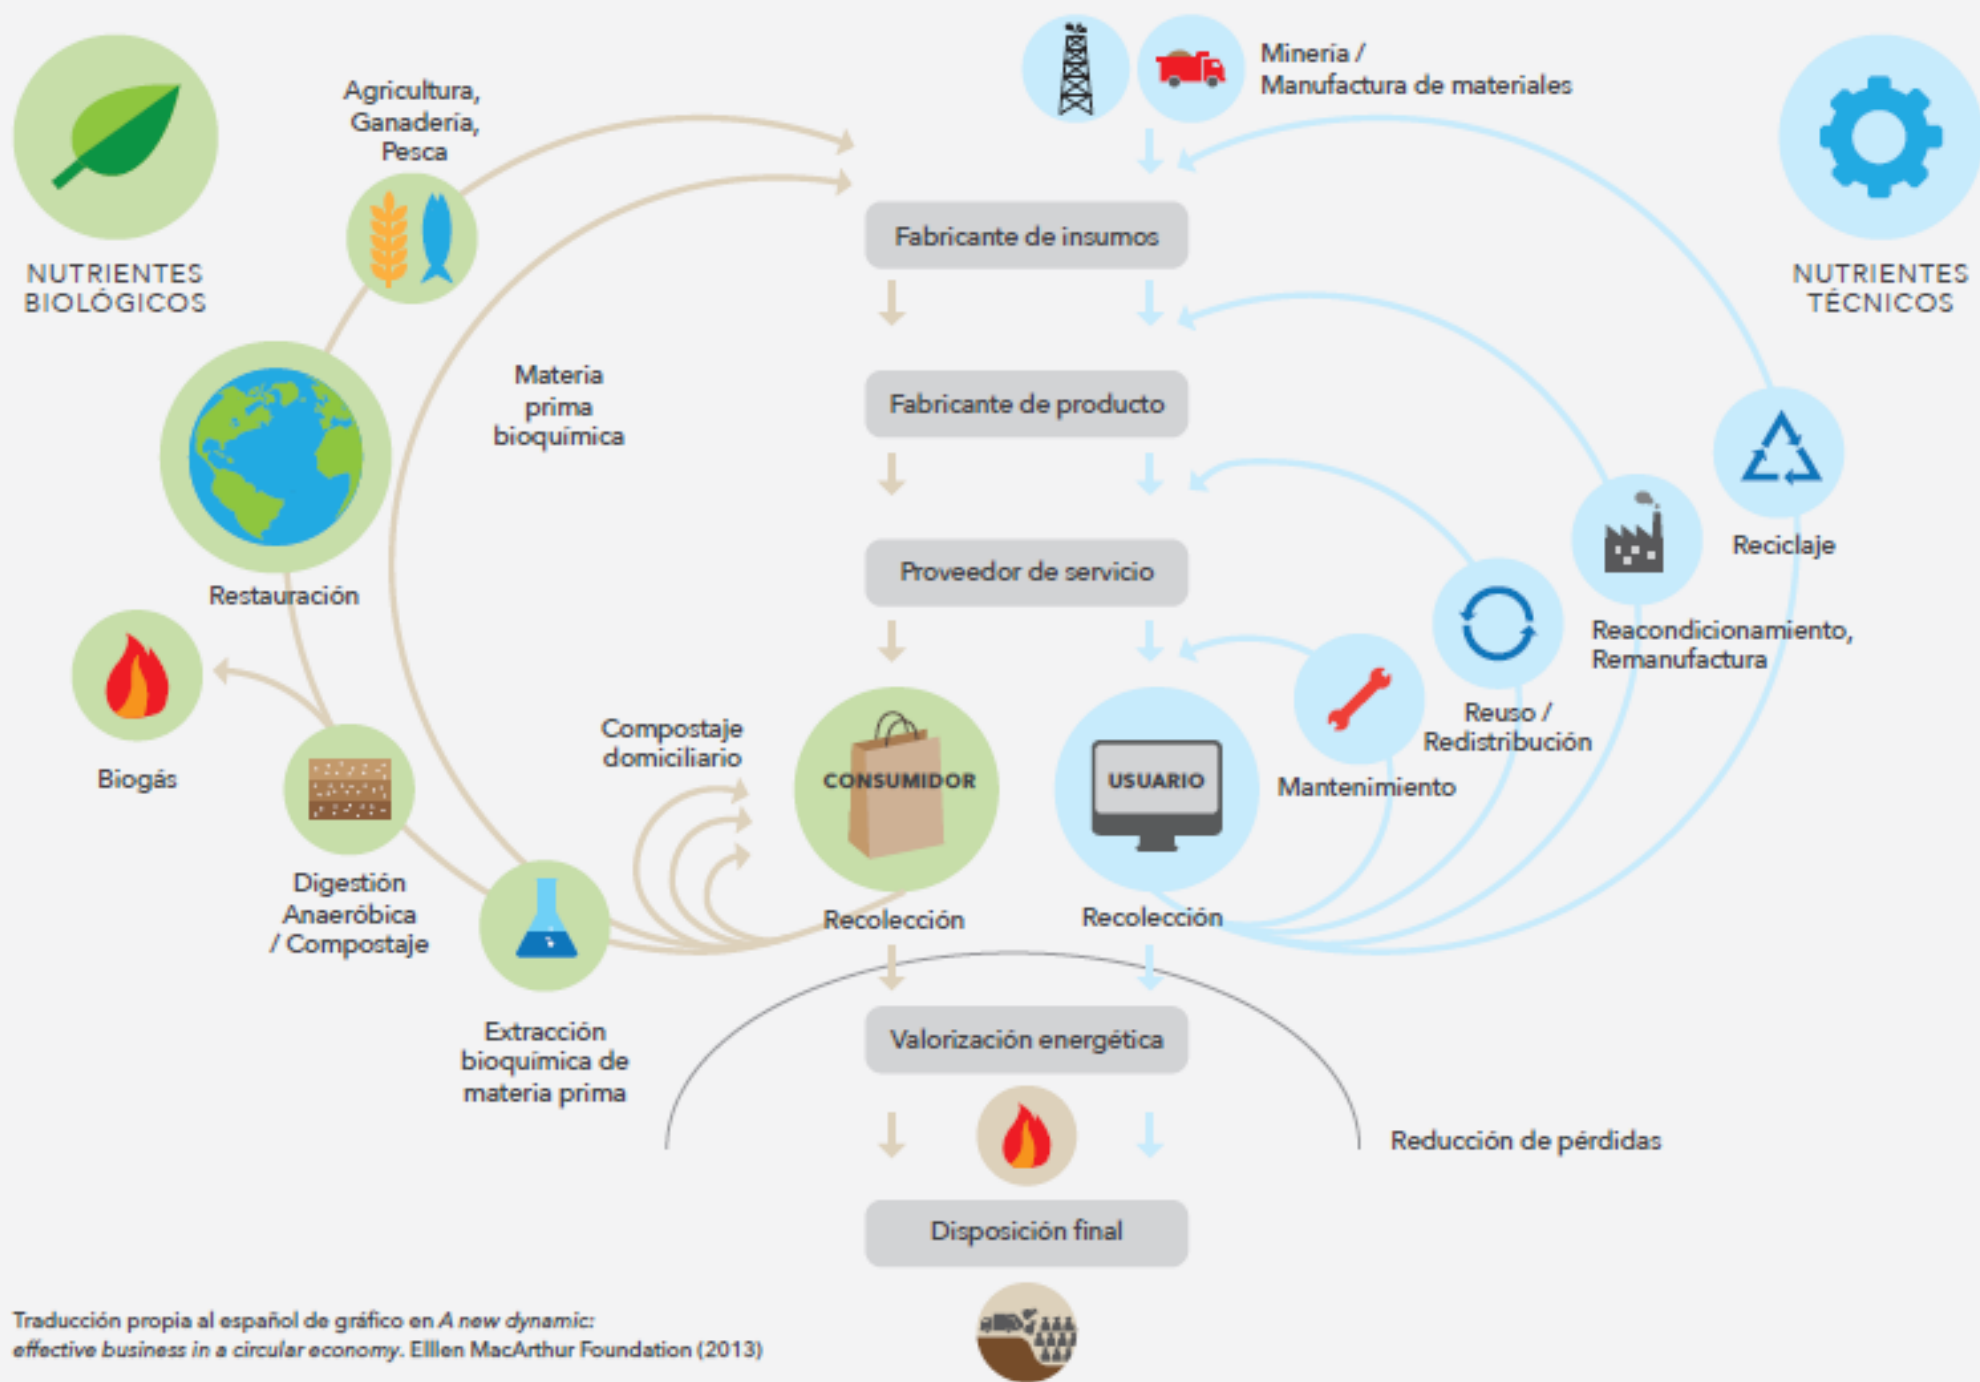 Minería /
Manufactura de materiales
Agricultura,
Ganadería,
Pesca
NUTRIENTES
BIOLÓGICOS
NUTRIENTES
TÉCNICOS
Fabricante de insumos
Materia
prima
bioquímica
Fabricante de producto
Reciclaje
Proveedor de servicio
Restauración
Reacondicionamiento,
Remanufactura
Reuso /
Redistribución
Compostaje
domiciliario
Biogás
CONSUMIDOR
USUARIO
Mantenimiento
Digestión
Anaeróbica
/ Compostaje
Recolección
Recolección
Extracción
bioquímica de
materia prima
Valorización energética
Reducción de pérdidas
Disposición final
Traducción propia al español de gráfico en A new dynamic:
effective business in a circular economy. Elllen MacArthur Foundation (2013)